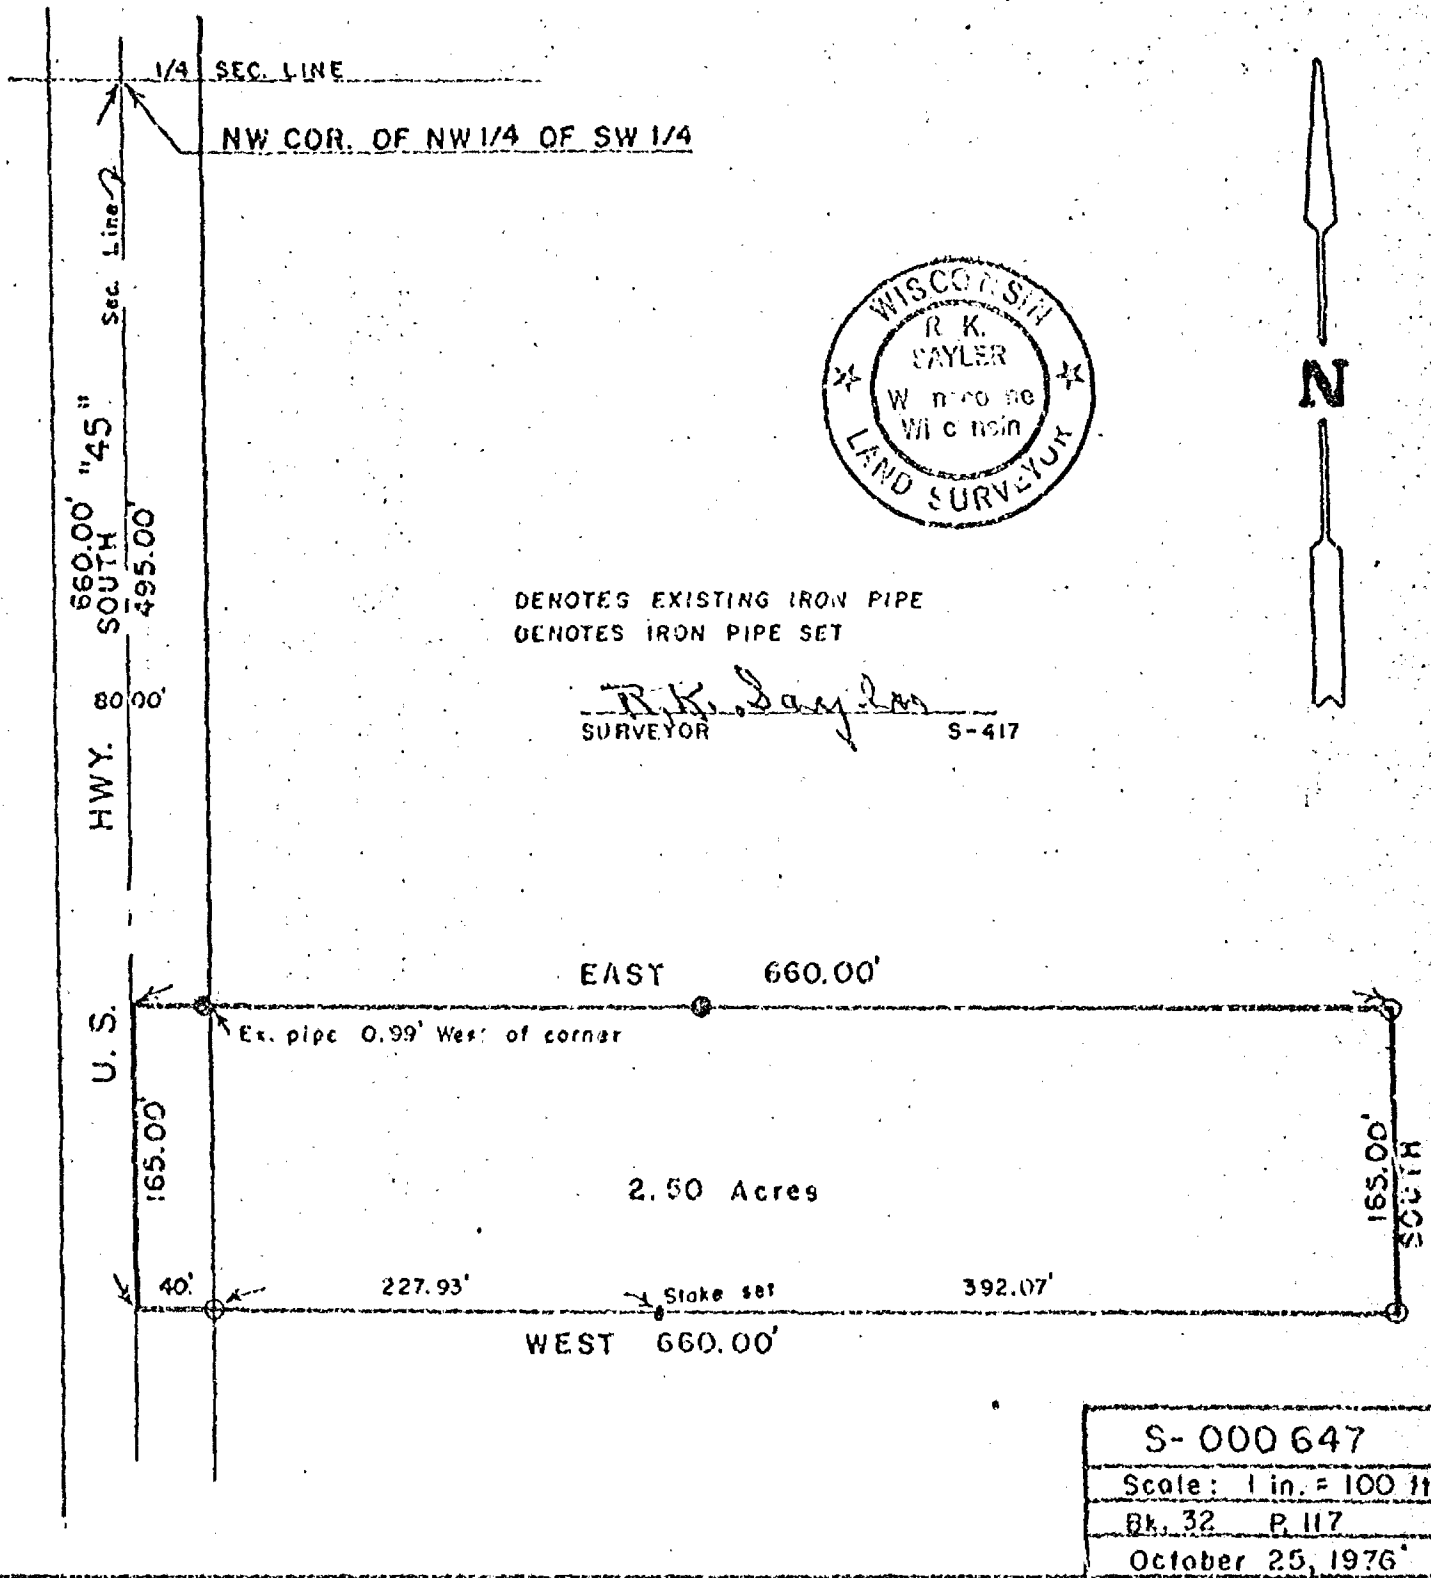 1/4 SEC. LINE
NW COR. OF NW 1/4 OF SW 1/4
Sec. Line
WISCONSIN
R. K.
SAYLER
LAND SURVEYOR
N
660.00' "45"
SOUTH
495.00'
80.00'
HWY.
U. S.
DENOTES EXISTING IRON PIPE
DENOTES IRON PIPE SET
R. K. Sayler
SURVEYOR S-417
EAST 660.00'
Ex. pipe 0.99' West of corner
165.00'
2.50 Acres
165.00'
SOUTH
40' 227.93' Stake set 392.07'
WEST 660.00'
S-000647
Scale: 1 in. = 100 ft
Bk. 32 P. 117
October 25, 1976